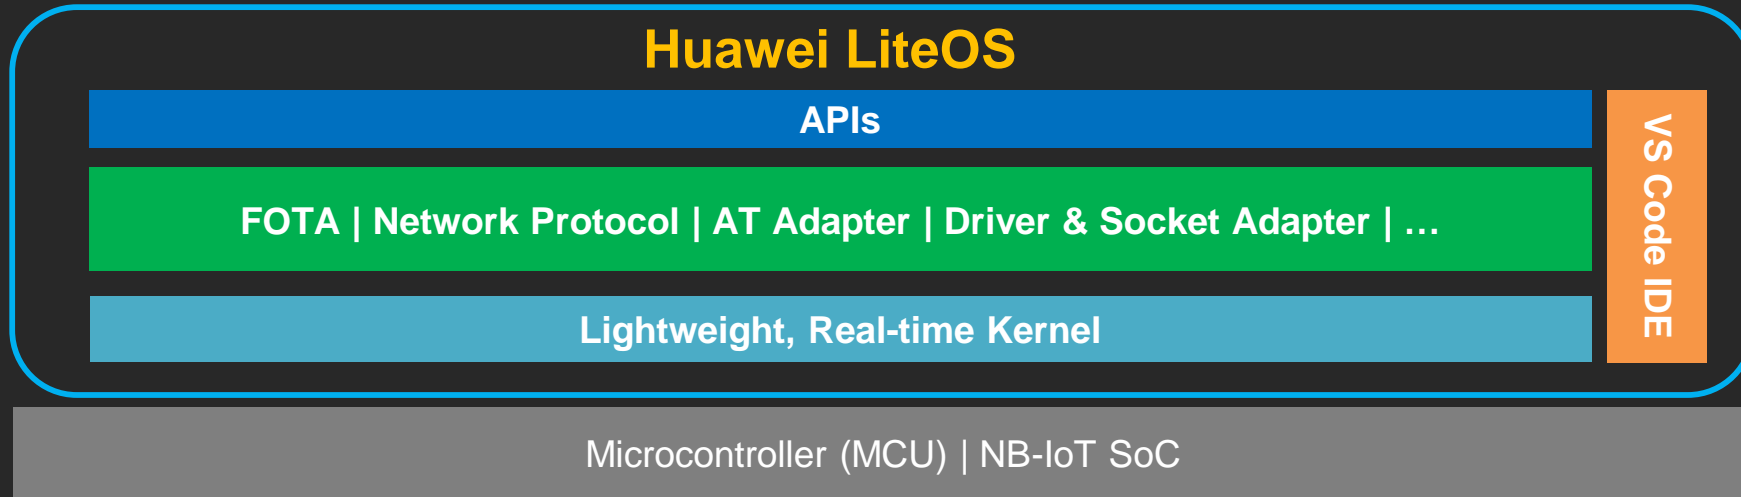 Huawei LiteOS
APIs
VS Code IDE
FOTA | Network Protocol | AT Adapter | Driver & Socket Adapter | …
Lightweight, Real-time Kernel
Microcontroller (MCU) | NB-IoT SoC